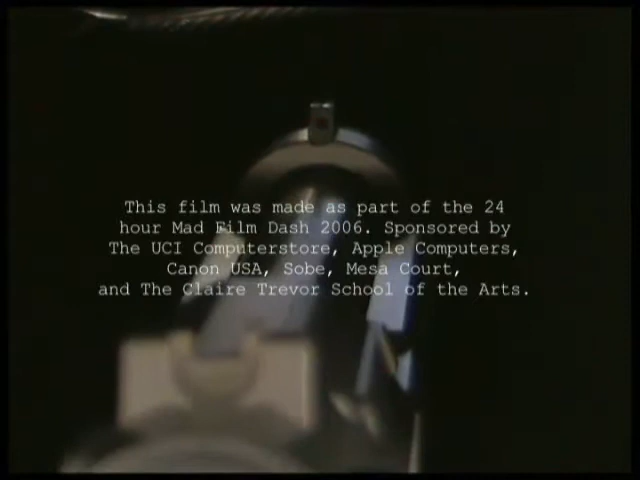 This film was made as part of the 24
hour Mad Film Dash 2006. Sponsored by
The UCI Computerstore, Apple Computers,
Canon USA, Sobe, Mesa Court,
and The Claire Trevor School of the Arts.